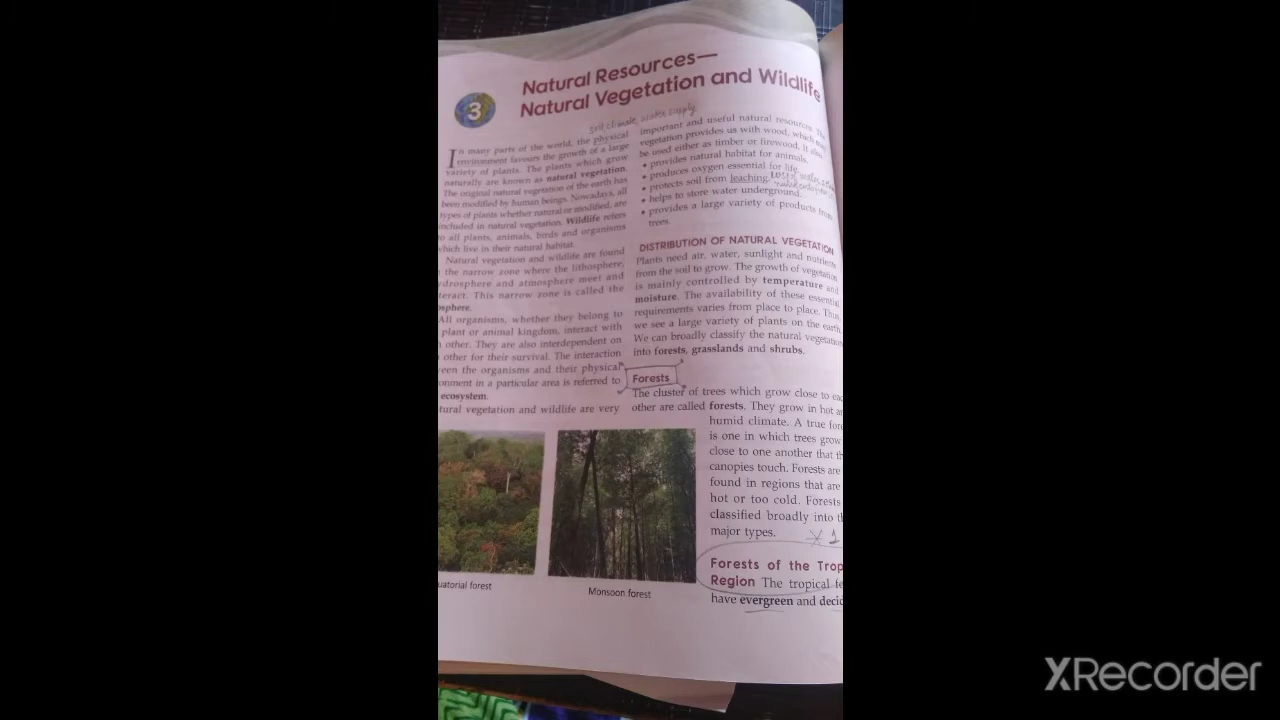 3
Natural Resources—
Natural Vegetation and Wildlife
soil, climate, water supply
In many parts of the world, the physical
environment favours the growth of a large
variety of plants. The plants which grow
naturally are known as natural vegetation.
The original natural vegetation of the earth has
been modified by human beings. Nowadays, all
types of plants whether natural or modified, are
included in natural vegetation. Wildlife refers
to all plants, animals, birds and organisms
which live in their natural habitat.
Natural vegetation and wildlife are found
the narrow zone where the lithosphere,
drosphere and atmosphere meet and
teract. This narrow zone is called the
sphere.
All organisms, whether they belong to
plant or animal kingdom, interact with
other. They are also interdependent on
other for their survival. The interaction
een the organisms and their physical
onment in a particular area is referred to
ecosystem.
tural vegetation and wildlife are very
important and useful natural resources. The
vegetation provides us with wood, which
be used either as timber or firewood, it also
• provides natural habitat for animals.
• produces oxygen essential for life.
• protects soil from leaching. Loss of water
• helps to store water underground.
• provides a large variety of products from
trees.
DISTRIBUTION OF NATURAL VEGETATION
Plants need air, water, sunlight and nutrients
from the soil to grow. The growth of vegetation
is mainly controlled by temperature and
moisture. The availability of these essential
requirements varies from place to place. Thus,
we see a large variety of plants on the earth.
We can broadly classify the natural vegetation
into forests, grasslands and shrubs.
Forests
The cluster of trees which grow close to each
other are called forests. They grow in hot an
humid climate. A true fore
is one in which trees grow
close to one another that th
canopies touch. Forests are
found in regions that are
hot or too cold. Forests
classified broadly into th
major types.
1
Forests of the Trop
Region The tropical fo
have evergreen and decid
uatorial forest
Monsoon forest
XRecorder